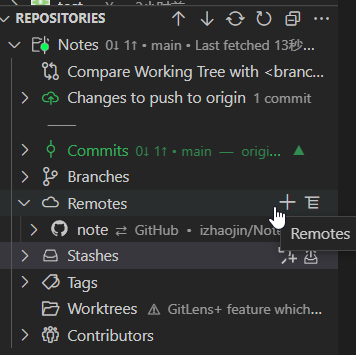 REPOSITORIES
Notes 0↓ 1↑ • main • Last fetched 13秒...
Compare Working Tree with <branc...
Changes to push to origin 1 commit
Commits 0↓ 1↑ • main — origi...
Branches
Remotes
note ⇄ GitHub • izhaojin/Note
Remotes
Stashes
Tags
Worktrees ⚠ GitLens+ feature which...
Contributors